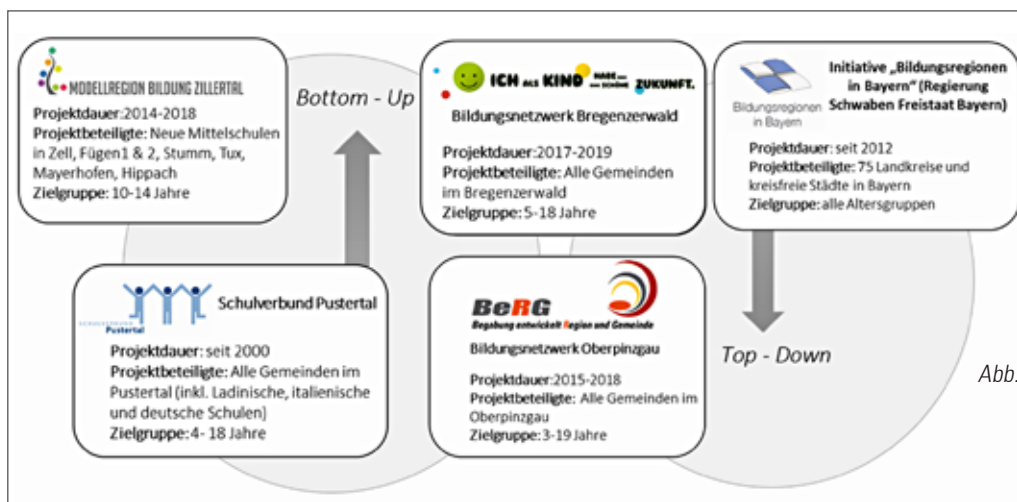 MODELLREGION BILDUNG ZILLERTAL
Projektdauer:2014-2018
Projektbeteiligte: Neue Mittelschulen
in Zell, Fügen1 & 2, Stumm, Tux,
Mayerhofen, Hippach
Zielgruppe: 10-14 Jahre
Bottom - Up
ICH ALS KIND HABE EINE SCHÖNE ZUKUNFT.
Bildungsnetzwerk Bregenzerwald
Projektdauer:2017-2019
Projektbeteiligte: Alle Gemeinden
im Bregenzerwald
Zielgruppe: 5-18 Jahre
Bildungsregionen
in Bayern
Initiative „Bildungsregionen
in Bayern“ (Regierung
Schwaben Freistaat Bayern)
Projektdauer: seit 2012
Projektbeteiligte: 75 Landkreise und
kreisfreie Städte in Bayern
Zielgruppe: alle Altersgruppen
SCHULVERBUND
Pustertal
Schulverbund Pustertal
Projektdauer: seit 2000
Projektbeteiligte: Alle Gemeinden im
Pustertal (inkl. Ladinische, italienische
und deutsche Schulen)
Zielgruppe: 4- 18 Jahre
BeRG
Begabung entwickelt Region und Gemeinde
Bildungsnetzwerk Oberpinzgau
Projektdauer:2015-2018
Projektbeteiligte: Alle Gemeinden im
Oberpinzgau
Zielgruppe: 3-19 Jahre
Top - Down
Abb.